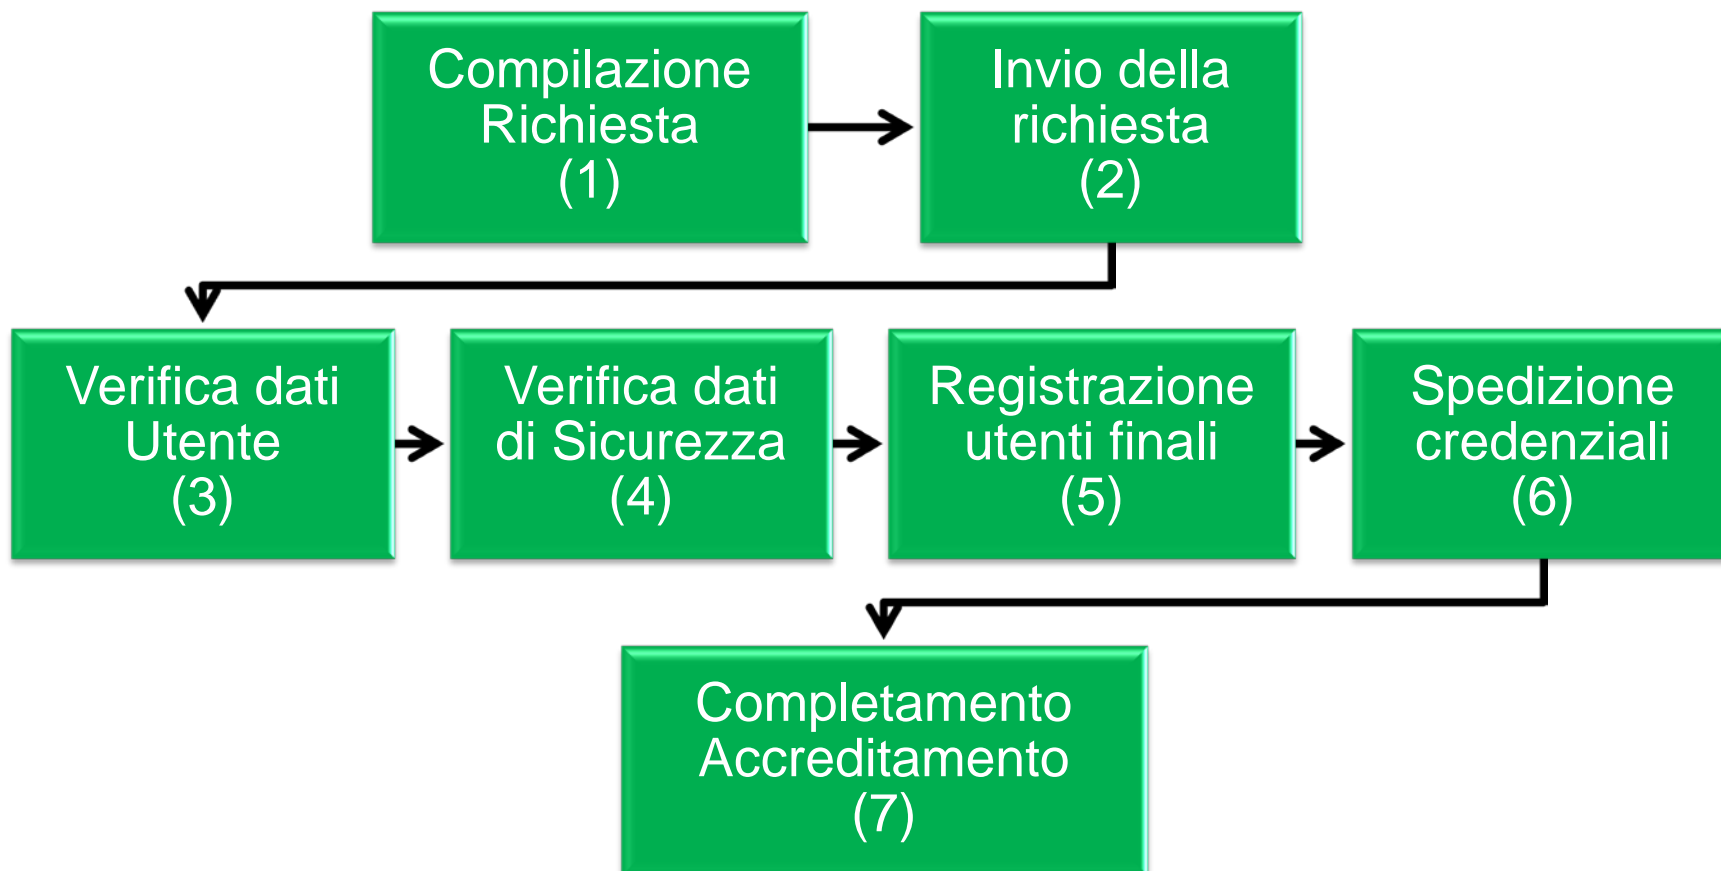 Compilazione
Richiesta
(1)
Invio della
richiesta
(2)
Verifica dati
Utente
(3)
Verifica dati
di Sicurezza
(4)
Registrazione
utenti finali
(5)
Spedizione
credenziali
(6)
Completamento
Accreditamento
(7)